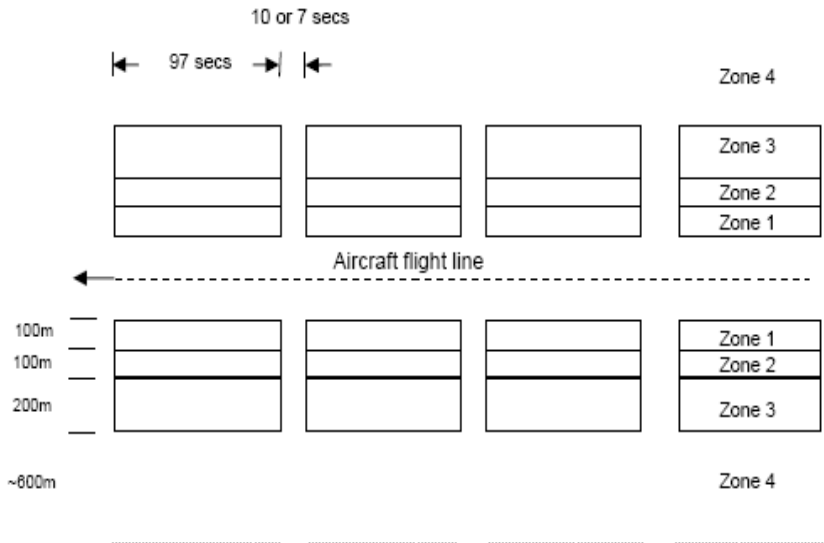 10 or 7 secs
97 secs
Zone 4
Zone 3
Zone 2
Zone 1
Aircraft flight line
100m
Zone 1
100m
Zone 2
200m
Zone 3
~600m
Zone 4